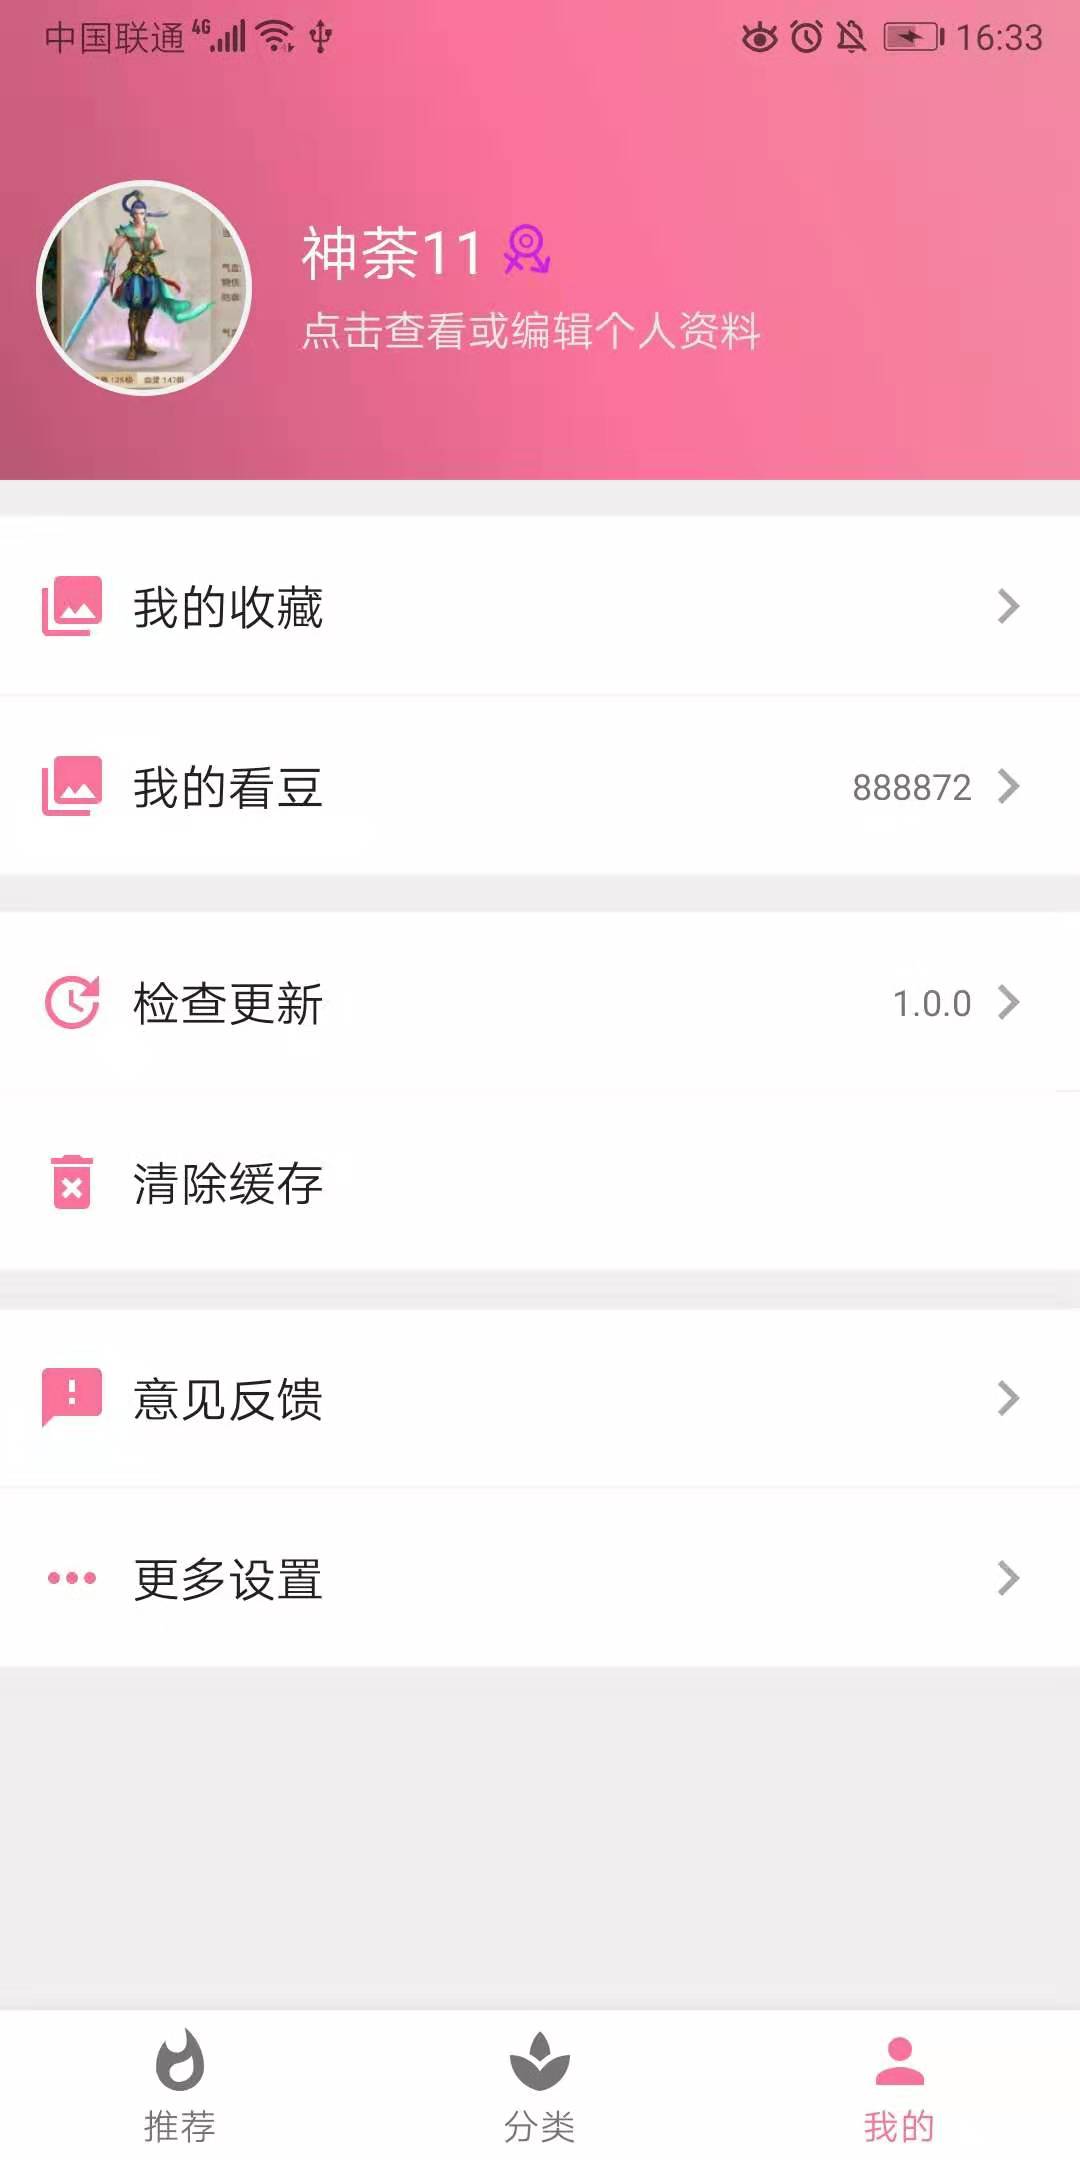 中国联通 4G 16:33
神荼11
点击查看或编辑个人资料
我的收藏
我的看豆 888872
检查更新 1.0.0
清除缓存
意见反馈
更多设置
推荐 分类 我的